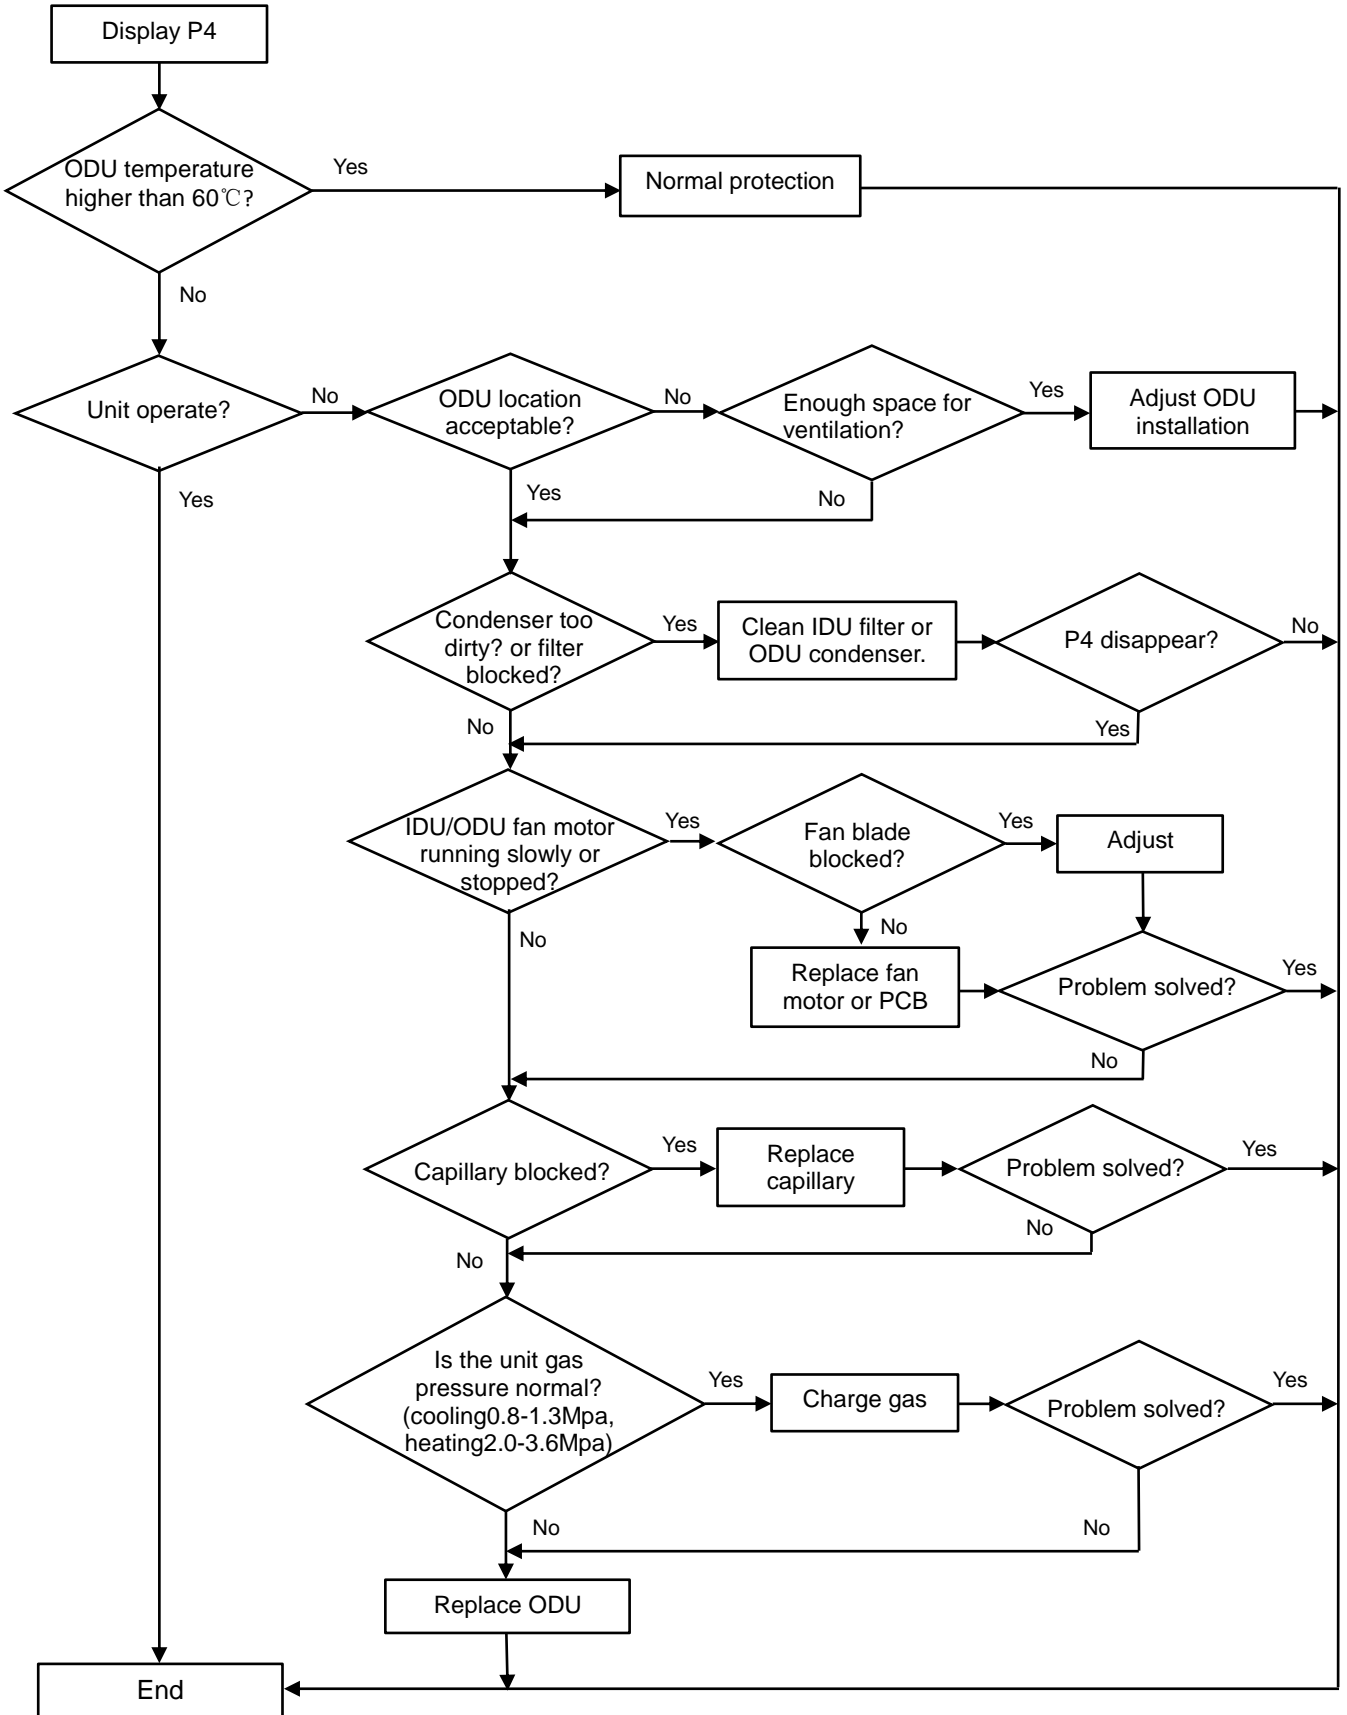 Display P4
ODU temperature
higher than 60℃?
Yes
Normal protection
No
Unit operate?
No
ODU location
acceptable?
No
Enough space for
ventilation?
Yes
Adjust ODU
installation
Yes
Yes
No
Condenser too
dirty? or filter
blocked?
Yes
Clean IDU filter or
ODU condenser.
P4 disappear?
No
No
Yes
IDU/ODU fan motor
running slowly or
stopped?
Yes
Fan blade
blocked?
Yes
Adjust
No
No
Replace fan
motor or PCB
Problem solved?
Yes
No
Capillary blocked?
Yes
Replace
capillary
Problem solved?
Yes
No
No
Is the unit gas
pressure normal?
(cooling0.8-1.3Mpa,
heating2.0-3.6Mpa)
Yes
Charge gas
Problem solved?
Yes
No
No
Replace ODU
End